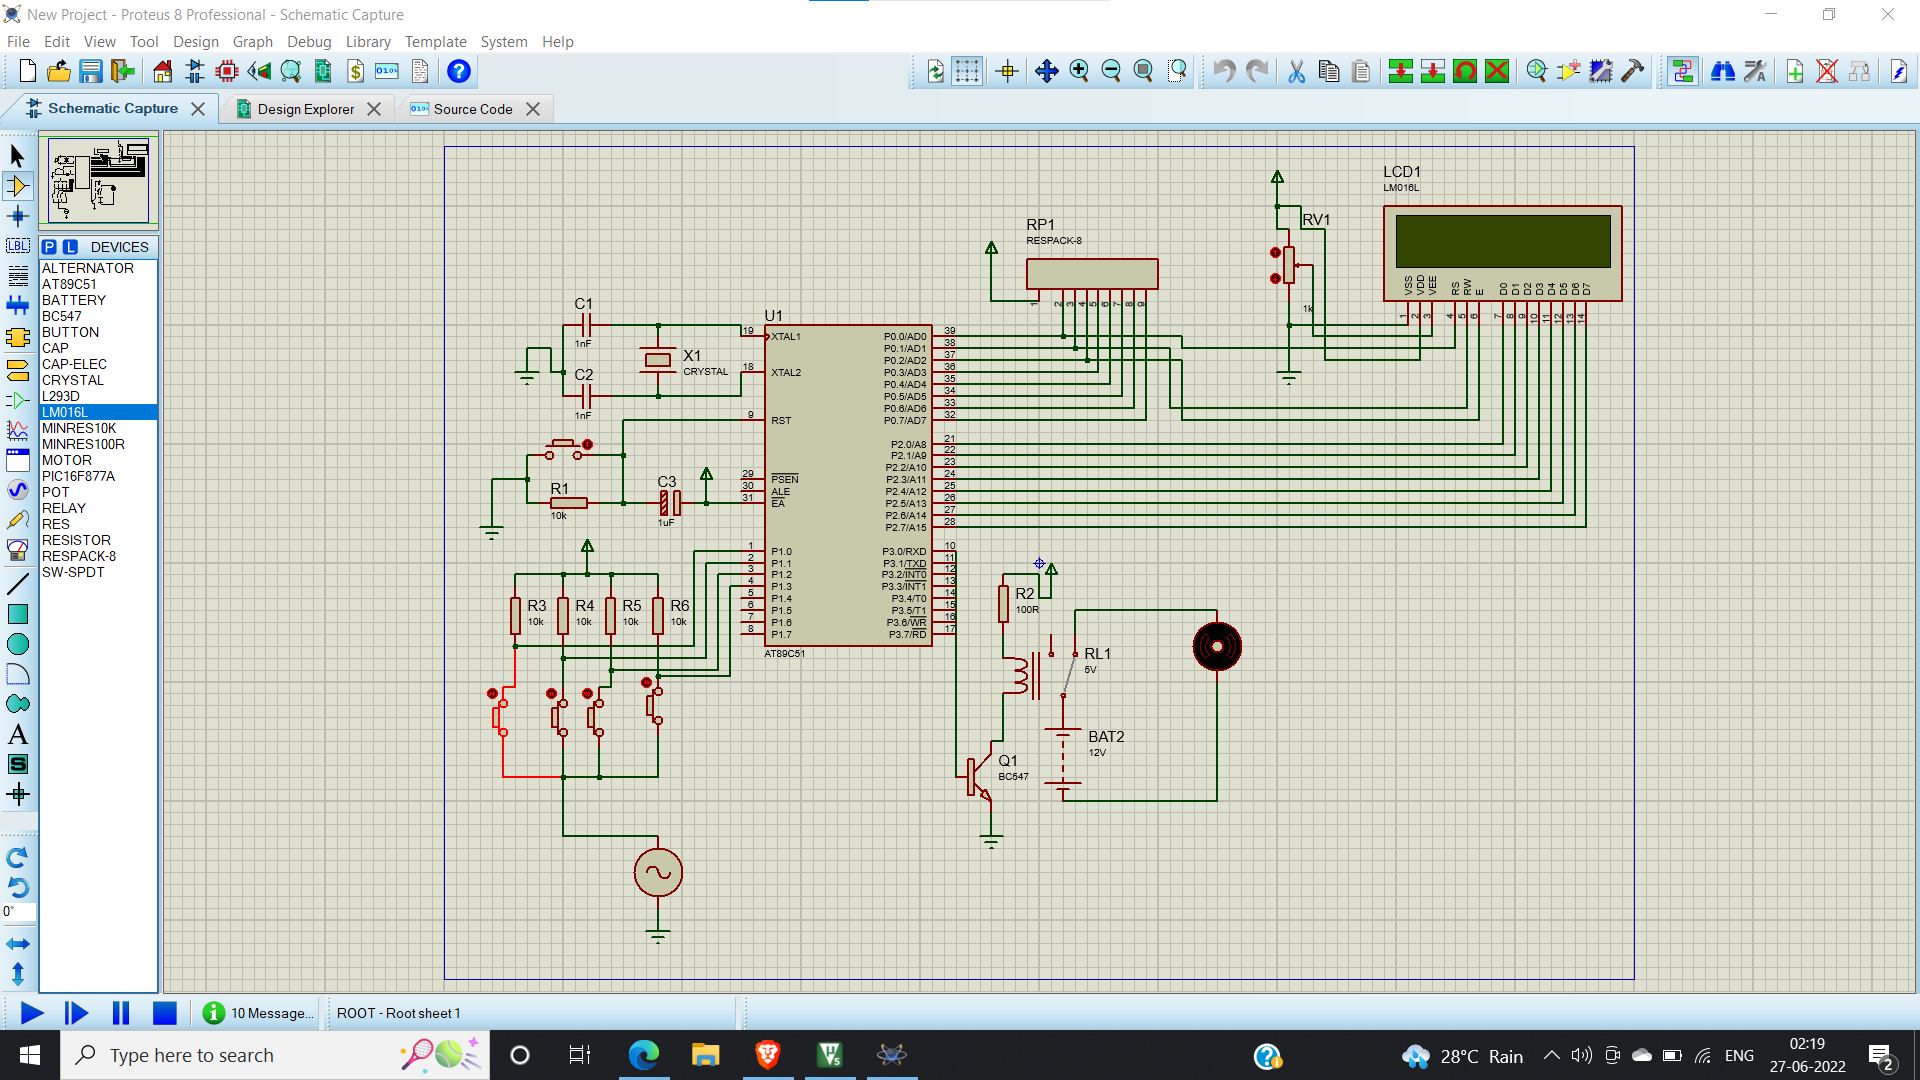 New Project - Proteus 8 Professional - Schematic Capture
File Edit View Tool Design Graph Debug Library Template System Help
Schematic Capture
Design Explorer
Source Code
P L DEVICES
ALTERNATOR
AT89C51
BATTERY
BC547
BUTTON
CAP
CAP-ELEC
CRYSTAL
L293D
LM016L
MINRES10K
MINRES100R
MOTOR
PIC16F877A
POT
RELAY
RES
RESISTOR
RESPACK-8
SW-SPDT
LBL
A
S
0°
LCD1
LM016L
VSS VDD VEE RS RW E D0 D1 D2 D3 D4 D5 D6 D7
1 2 3 4 5 6 7 8 9 10 11 12 13 14
RV1
1k
RP1
RESPACK-8
1 2 3 4 5 6 7 8 9
C1
1nF
C2
1nF
X1
CRYSTAL
U1
19 XTAL1
18 XTAL2
9 RST
29 PSEN
30 ALE
31 EA
1 P1.0
2 P1.1
3 P1.2
4 P1.3
5 P1.4
6 P1.5
7 P1.6
8 P1.7
P0.0/AD0 39
P0.1/AD1 38
P0.2/AD2 37
P0.3/AD3 36
P0.4/AD4 35
P0.5/AD5 34
P0.6/AD6 33
P0.7/AD7 32
P2.0/A8 21
P2.1/A9 22
P2.2/A10 23
P2.3/A11 24
P2.4/A12 25
P2.5/A13 26
P2.6/A14 27
P2.7/A15 28
P3.0/RXD 10
P3.1/TXD 11
P3.2/INT0 12
P3.3/INT1 13
P3.4/T0 14
P3.5/T1 15
P3.6/WR 16
P3.7/RD 17
AT89C51
R1
10k
C3
1uF
R3
10k
R4
10k
R5
10k
R6
10k
R2
100R
RL1
5V
BAT2
12V
Q1
BC547
10 Message...
ROOT - Root sheet 1
Type here to search
28°C Rain
ENG
02:19
27-06-2022
2